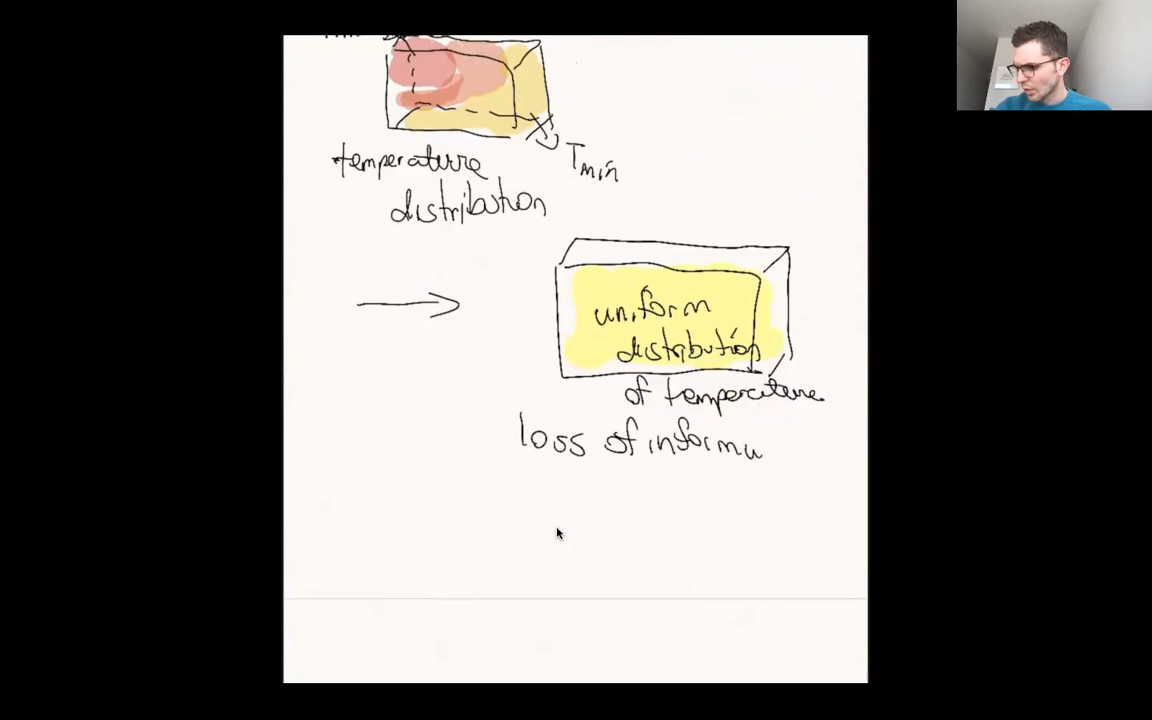 temperature
distribution
Tmin
uniform
distribution
of temperature
loss of informa